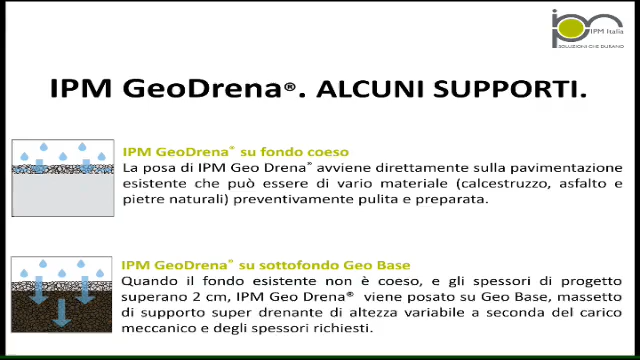 ipm
IPM Italia
SOLUZIONI CHE DURANO
IPM GeoDrena®. ALCUNI SUPPORTI.
IPM GeoDrena® su fondo coeso
La posa di IPM Geo Drena® avviene direttamente sulla pavimentazione
esistente che può essere di vario materiale (calcestruzzo, asfalto e
pietre naturali) preventivamente pulita e preparata.
IPM GeoDrena® su sottofondo Geo Base
Quando il fondo esistente non è coeso, e gli spessori di progetto
superano 2 cm, IPM Geo Drena® viene posato su Geo Base, massetto
di supporto super drenante di altezza variabile a seconda del carico
meccanico e degli spessori richiesti.